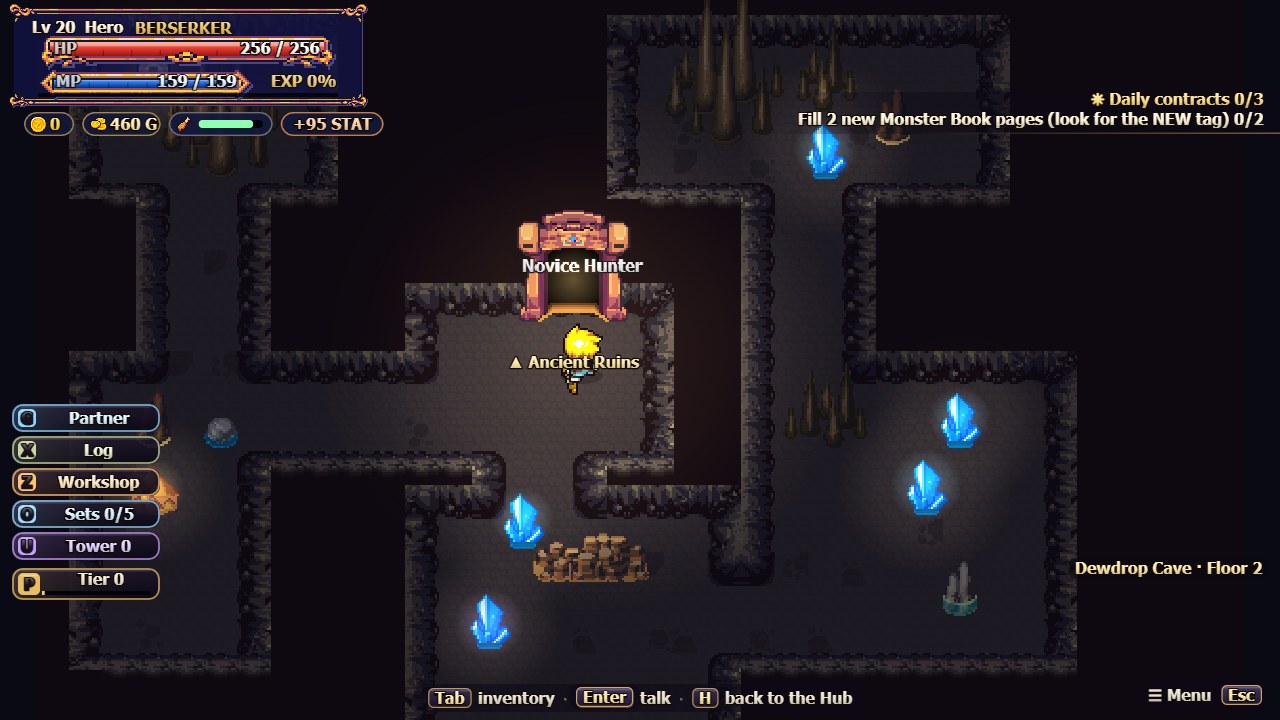 Lv 20 Hero BERSERKER
HP 256 / 256
MP 159 / 159 EXP 0%
0 460 G +95 STAT
✱ Daily contracts 0/3
Fill 2 new Monster Book pages (look for the NEW tag) 0/2
Novice Hunter
▲ Ancient Ruins
Partner
X Log
Z Workshop
Sets 0/5
U Tower 0
P Tier 0
Dewdrop Cave · Floor 2
Tab inventory · Enter talk · H back to the Hub
☰ Menu Esc